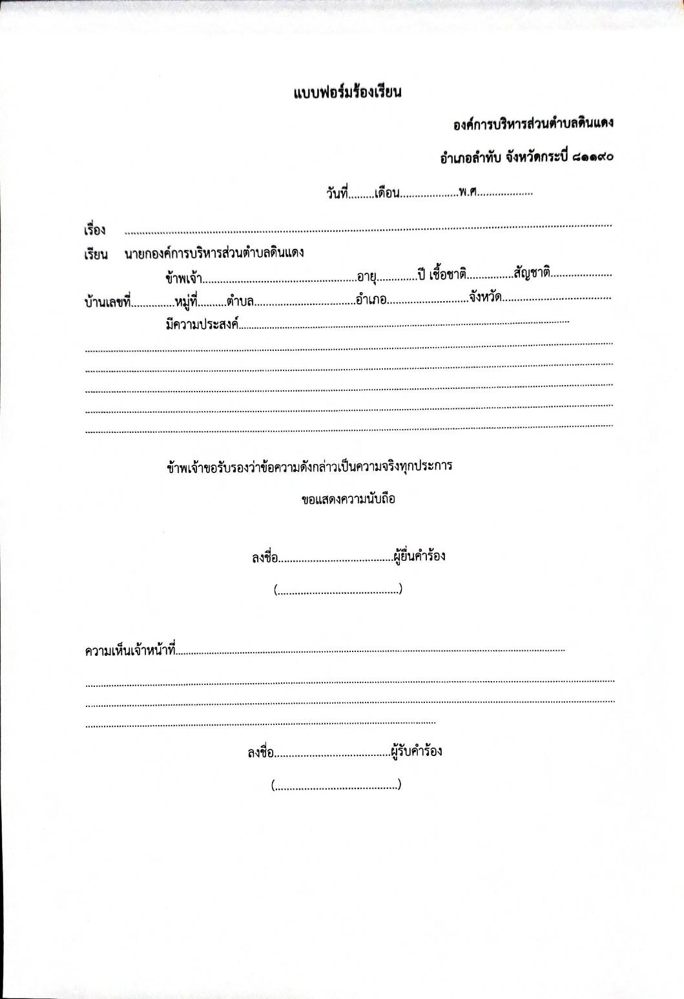 แบบฟอร์มร้องเรียน
องค์การบริหารส่วนตำบลดินแดง
อำเภอลำทับ จังหวัดกระบี่ ๘๑๑๙๐
วันที่.........เดือน....................พ.ศ...................
เรื่อง ................................................................................................................................
เรียน นายกองค์การบริหารส่วนตำบลดินแดง
ข้าพเจ้า.....................................................อายุ..............ปี เชื้อชาติ................สัญชาติ.....................
บ้านเลขที่...............หมู่ที่..........ตำบล...................................อำเภอ............................จังหวัด.....................................
มีความประสงค์..................................................................................................................
................................................................................................................................
................................................................................................................................
................................................................................................................................
................................................................................................................................
................................................................................................................................
ข้าพเจ้าขอรับรองว่าข้อความดังกล่าวเป็นความจริงทุกประการ
ขอแสดงความนับถือ
ลงชื่อ........................................ผู้ยื่นคำร้อง
(..........................................)
ความเห็นเจ้าหน้าที่................................................................................................................
................................................................................................................................
................................................................................................................................
................................................................................................
ลงชื่อ........................................ผู้รับคำร้อง
(..........................................)